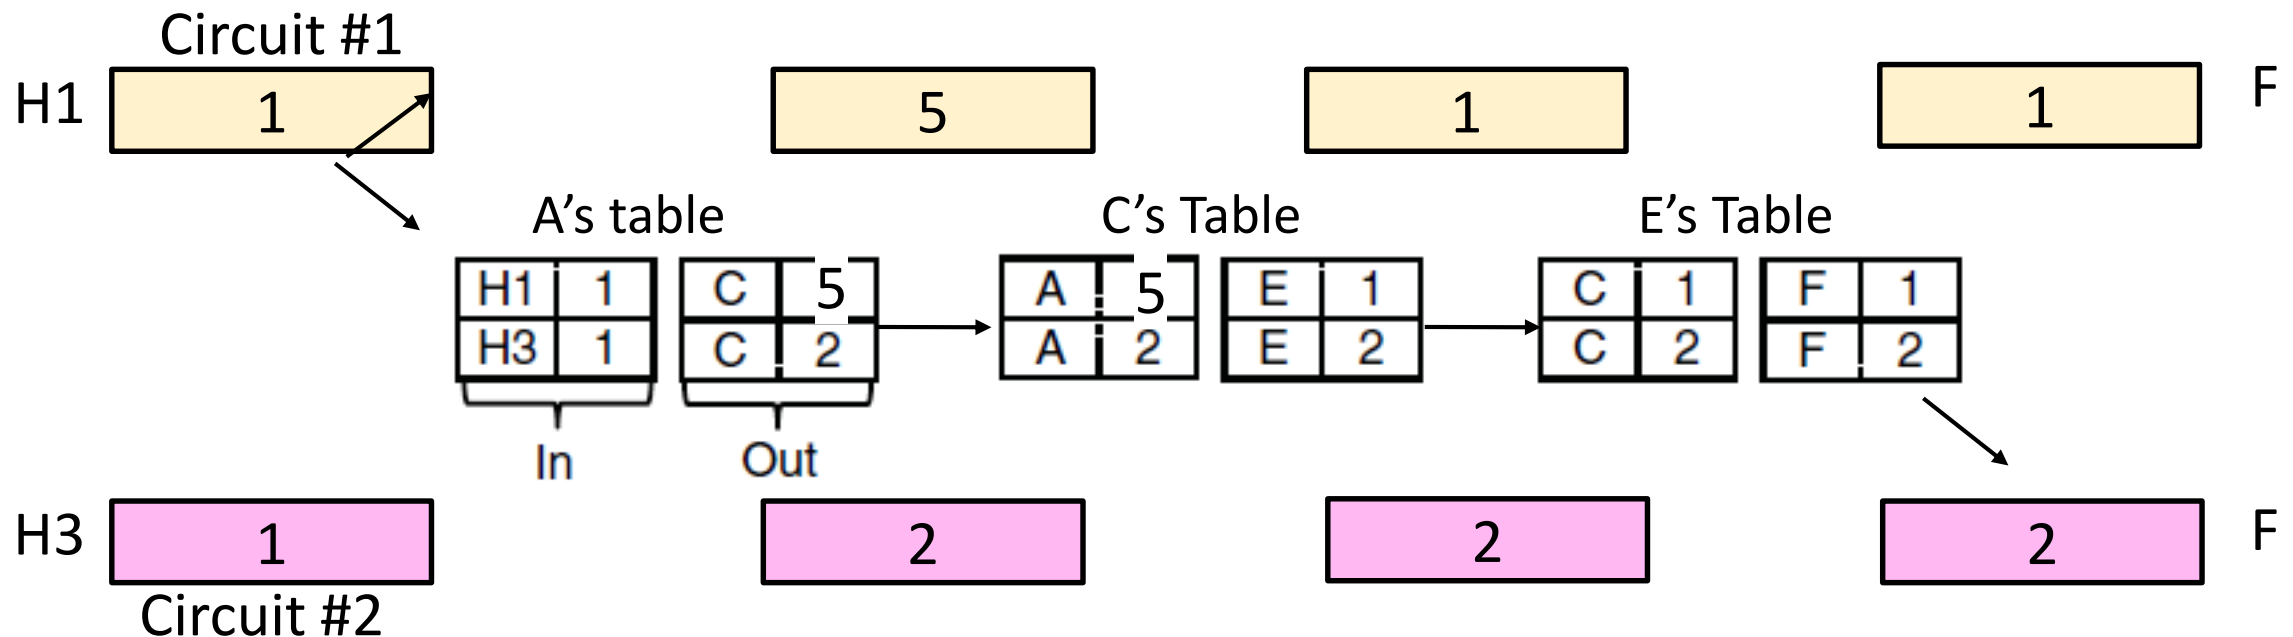 Circuit #1
H1 1 5 1 1 F
A’s table C’s Table E’s Table
H1 1 C 5 A 5 E 1 C 1 F 1
H3 1 C 2 A 2 E 2 C 2 F 2
In Out
H3 1 2 2 2 F
Circuit #2